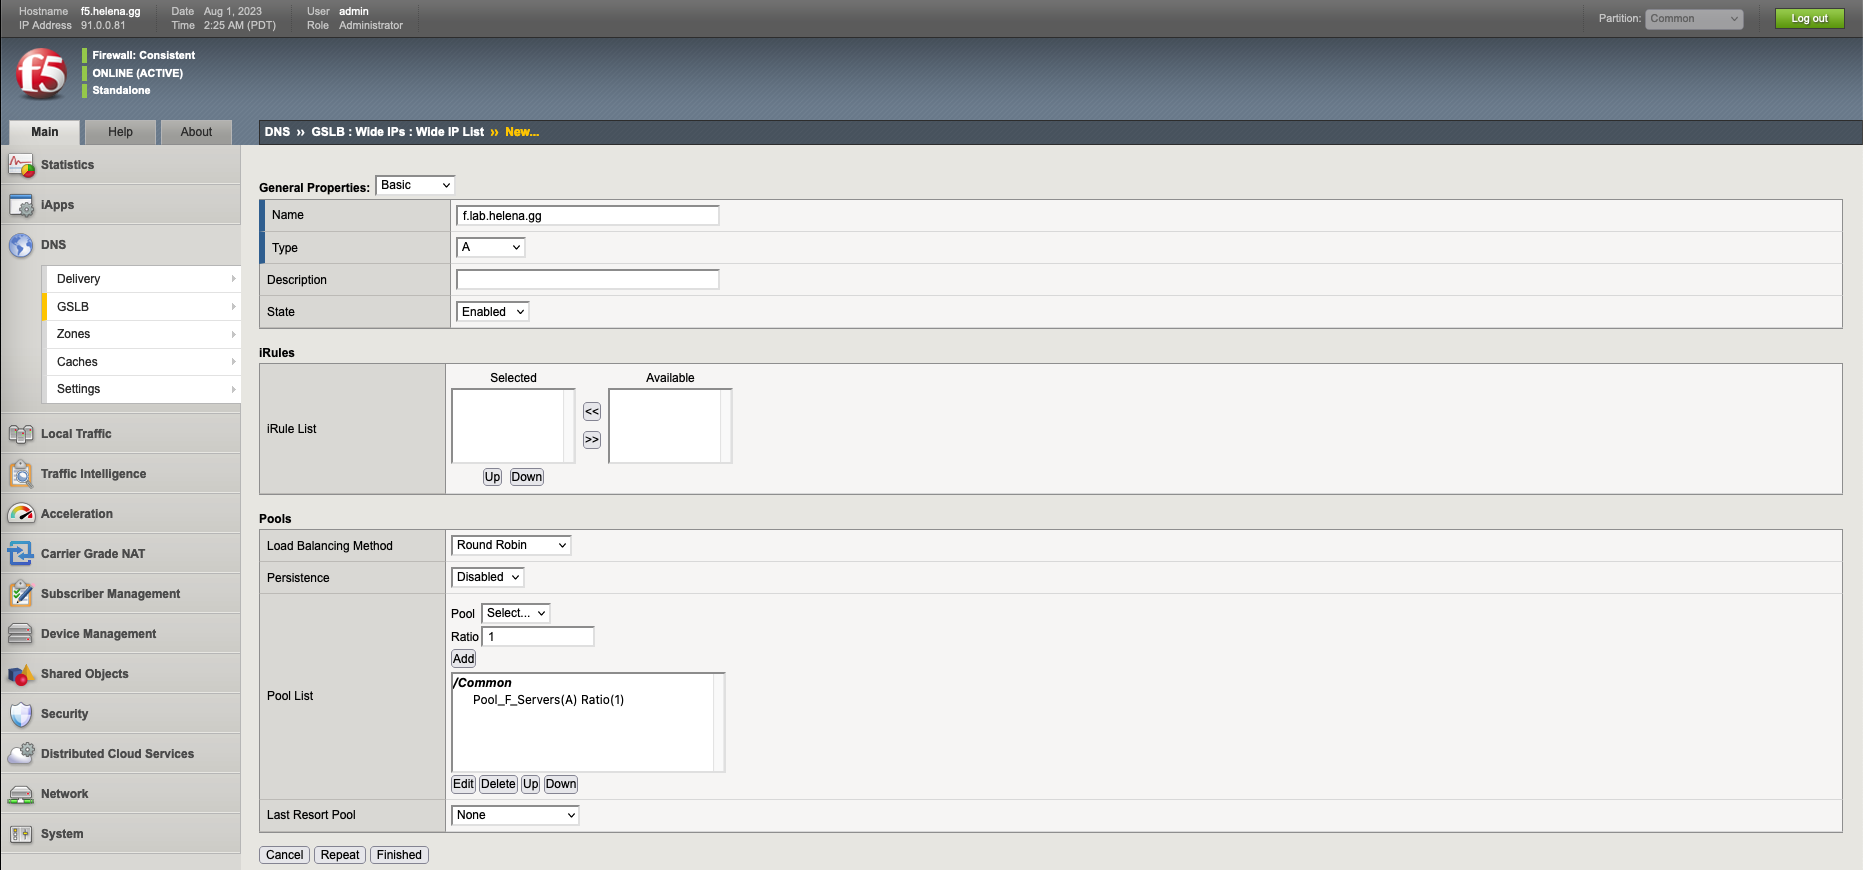 Hostname f5.helena.gg Date Aug 1, 2023 User admin
IP Address 91.0.0.81 Time 2:25 AM (PDT) Role Administrator
Partition: Common Log out
f5
Firewall: Consistent
ONLINE (ACTIVE)
Standalone
Main Help About
DNS ›› GSLB : Wide IPs : Wide IP List ›› New...
Statistics
iApps
DNS
Delivery
GSLB
Zones
Caches
Settings
Local Traffic
Traffic Intelligence
Acceleration
Carrier Grade NAT
Subscriber Management
Device Management
Shared Objects
Security
Distributed Cloud Services
Network
System
General Properties: Basic
Name f.lab.helena.gg
Type A
Description
State Enabled
iRules
iRule List
Selected Available
<<
>>
Up Down
Pools
Load Balancing Method Round Robin
Persistence Disabled
Pool List
Pool Select...
Ratio 1
Add
/Common
Pool_F_Servers(A) Ratio(1)
Edit Delete Up Down
Last Resort Pool None
Cancel Repeat Finished